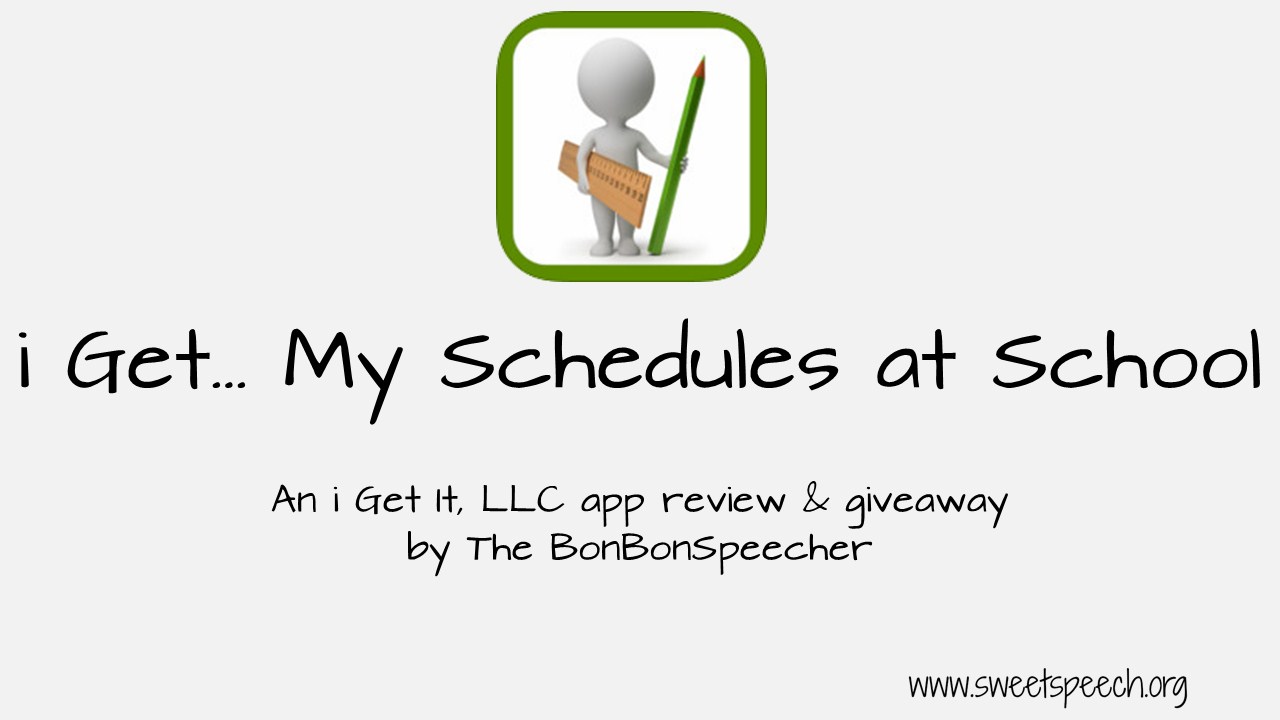 i Get... My Schedules at School
An i Get It, LLC app review & giveaway
by The BonBonSpeecher
www.sweetspeech.org